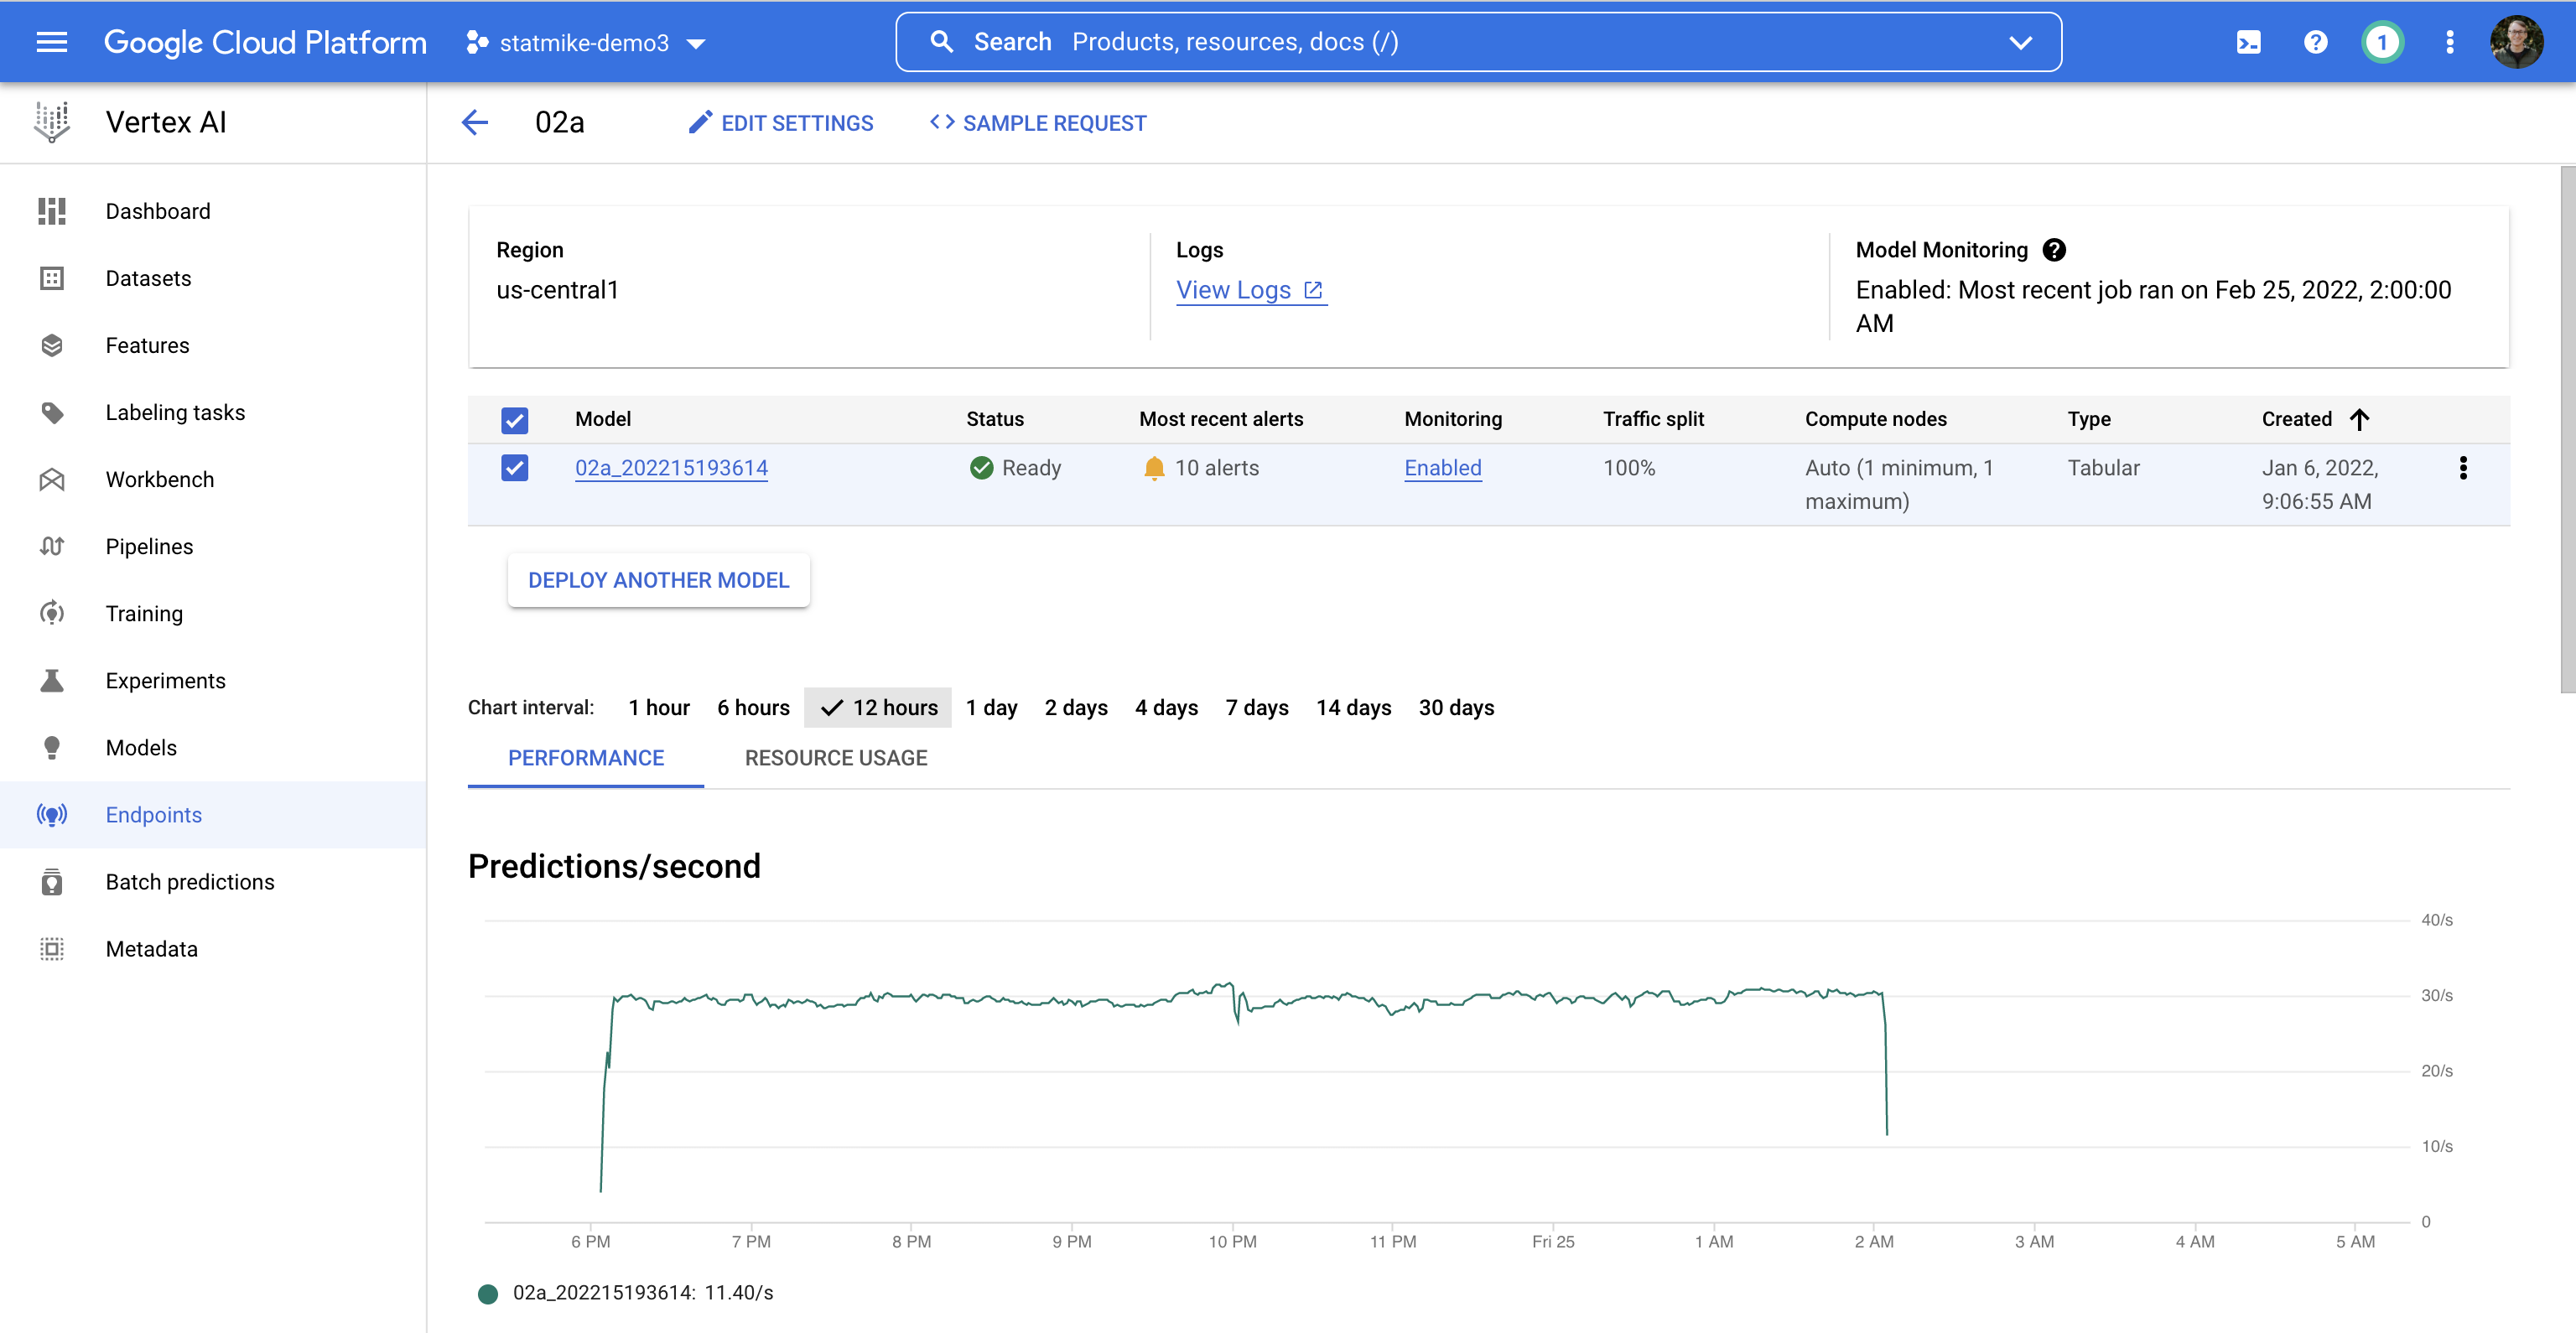 Google Cloud Platform
statmike-demo3
Search Products, resources, docs (/)
1
Vertex AI
02a
EDIT SETTINGS
SAMPLE REQUEST
Dashboard
Datasets
Features
Labeling tasks
Workbench
Pipelines
Training
Experiments
Models
Endpoints
Batch predictions
Metadata
Region
us-central1
Logs
View Logs
Model Monitoring
Enabled: Most recent job ran on Feb 25, 2022, 2:00:00
AM
Model Status Most recent alerts Monitoring Traffic split Compute nodes Type Created
02a_202215193614 Ready 10 alerts Enabled 100% Auto (1 minimum, 1 Tabular Jan 6, 2022,
maximum) 9:06:55 AM
DEPLOY ANOTHER MODEL
Chart interval: 1 hour 6 hours 12 hours 1 day 2 days 4 days 7 days 14 days 30 days
PERFORMANCE RESOURCE USAGE
Predictions/second
40/s
30/s
20/s
10/s
0
6 PM 7 PM 8 PM 9 PM 10 PM 11 PM Fri 25 1 AM 2 AM 3 AM 4 AM 5 AM
02a_202215193614: 11.40/s